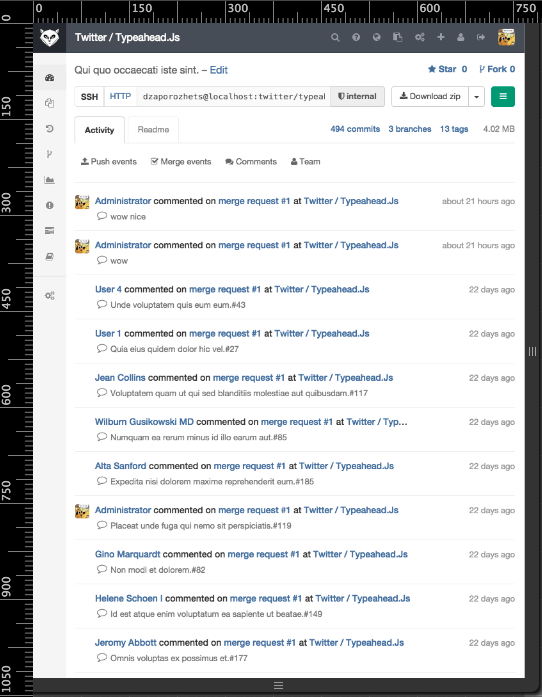 0 150 300 450 600 750
0
150
300
450
600
750
900
1050
Twitter / Typeahead.Js
Qui quo occaecati iste sint. – Edit
Star 0 Fork 0
SSH HTTP dzaporozhets@localhost:twitter/typeal internal Download zip
Activity Readme 494 commits 3 branches 13 tags 4.02 MB
Push events Merge events Comments Team
Administrator commented on merge request #1 at Twitter / Typeahead.Js about 21 hours ago
wow nice
Administrator commented on merge request #1 at Twitter / Typeahead.Js about 21 hours ago
wow
User 4 commented on merge request #1 at Twitter / Typeahead.Js 22 days ago
Unde voluptatem quis eum eum.#43
User 1 commented on merge request #1 at Twitter / Typeahead.Js 22 days ago
Quia eius quidem dolor hic vel.#27
Jean Collins commented on merge request #1 at Twitter / Typeahead.Js 22 days ago
Voluptatem quam ut qui sed blanditiis molestiae aut quibusdam.#117
Wilburn Gusikowski MD commented on merge request #1 at Twitter / Typ... 22 days ago
Numquam ea rerum minus id illo earum aut.#85
Alta Sanford commented on merge request #1 at Twitter / Typeahead.Js 22 days ago
Expedita nisi dolorem maxime reprehenderit eum.#185
Administrator commented on merge request #1 at Twitter / Typeahead.Js 22 days ago
Placeat unde fuga qui nemo sit perspiciatis.#119
Gino Marquardt commented on merge request #1 at Twitter / Typeahead.Js 22 days ago
Non modi et dolorem.#82
Helene Schoen I commented on merge request #1 at Twitter / Typeahead.Js 22 days ago
Id est atque enim voluptatum ea sapiente ut beatae.#149
Jeromy Abbott commented on merge request #1 at Twitter / Typeahead.Js 22 days ago
Omnis voluptas ex possimus et.#177